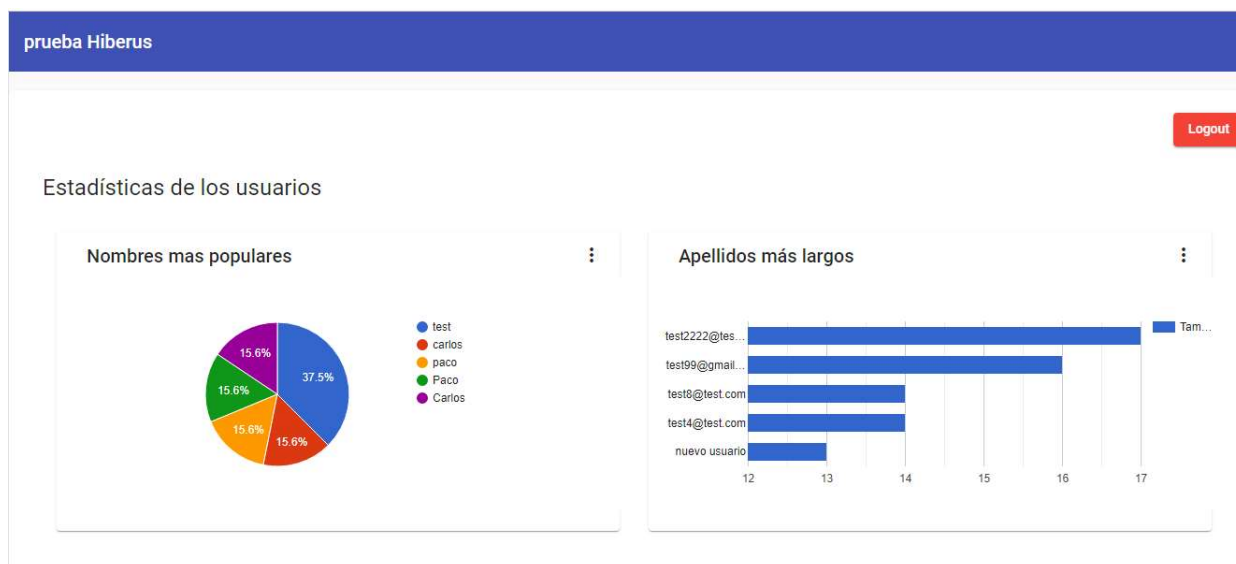 prueba Hiberus
Logout
Estadísticas de los usuarios
Nombres mas populares
test
carlos
paco
Paco
Carlos
37.5%
15.6%
15.6%
15.6%
15.6%
Apellidos más largos
test2222@tes...
test99@gmail...
test8@test.com
test4@test.com
nuevo usuario
12 13 14 15 16 17
Tam...